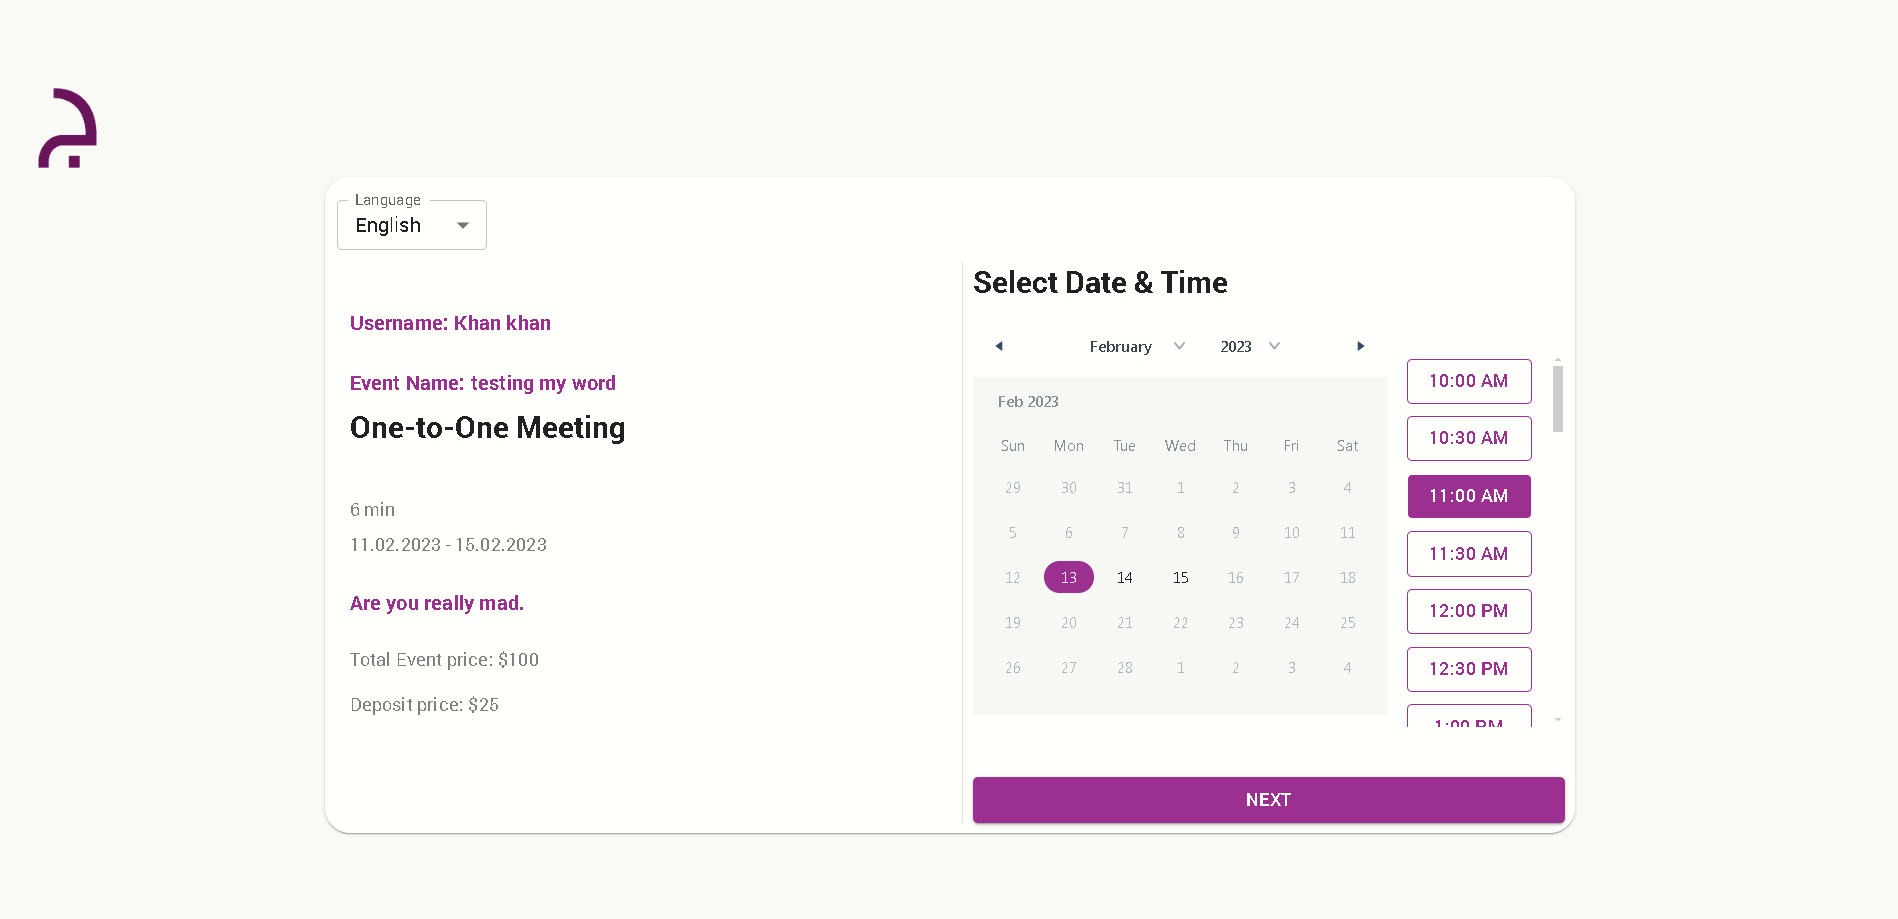 Language
English
Username: Khan khan
Event Name: testing my word
One-to-One Meeting
6 min
11.02.2023 - 15.02.2023
Are you really mad.
Total Event price: $100
Deposit price: $25
Select Date & Time
February 2023
Feb 2023
Sun Mon Tue Wed Thu Fri Sat
29 30 31 1 2 3 4
5 6 7 8 9 10 11
12 13 14 15 16 17 18
19 20 21 22 23 24 25
26 27 28 1 2 3 4
10:00 AM
10:30 AM
11:00 AM
11:30 AM
12:00 PM
12:30 PM
1:00 PM
NEXT